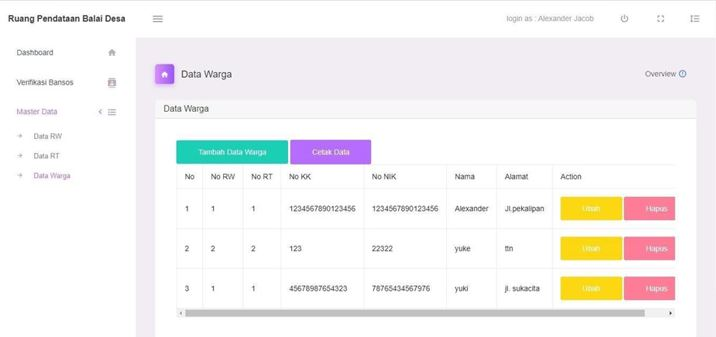 Ruang Pendataan Balai Desa
login as : Alexander Jacob
Dashboard
Verifikasi Bansos
Master Data
Data RW
Data RT
Data Warga
Data Warga
Overview
Data Warga
Tambah Data Warga Cetak Data
No No RW No RT No KK No NIK Nama Alamat Action
1 1 1 1234567890123456 1234567890123456 Alexander Jl.pekalipan Ubah Hapus
2 2 2 123 22322 yuke ttn Ubah Hapus
3 1 1 45678987654323 78765434567976 yuki jl. sukacita Ubah Hapus